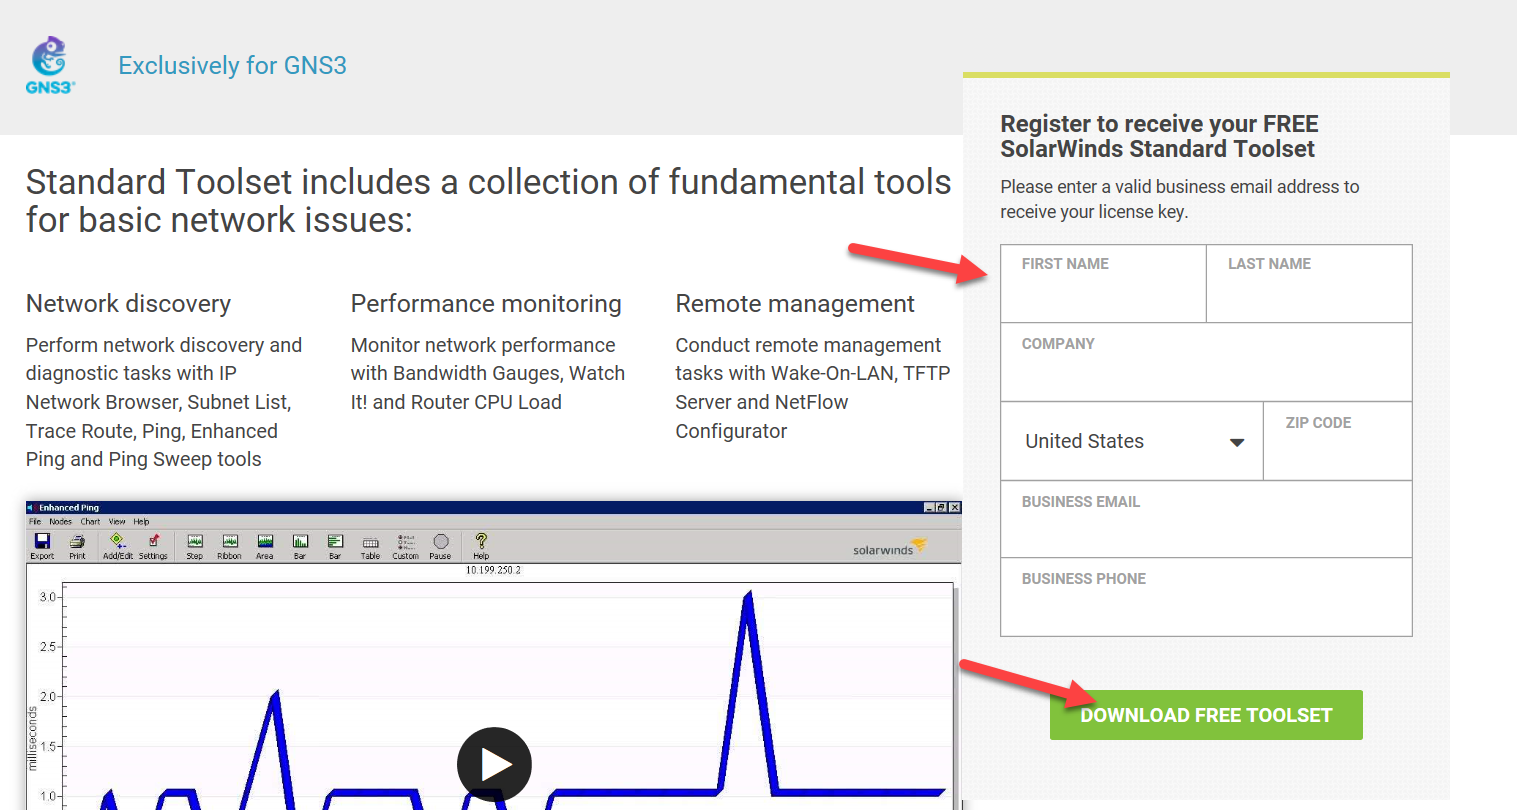 GNS3
Exclusively for GNS3
Standard Toolset includes a collection of fundamental tools
for basic network issues:
Network discovery
Perform network discovery and
diagnostic tasks with IP
Network Browser, Subnet List,
Trace Route, Ping, Enhanced
Ping and Ping Sweep tools
Performance monitoring
Monitor network performance
with Bandwidth Gauges, Watch
It! and Router CPU Load
Remote management
Conduct remote management
tasks with Wake-On-LAN, TFTP
Server and NetFlow
Configurator
Enhanced Ping
File Nodes Chart View Help
Export Print Add/Edit Settings Step Ribbon Area Bar Bar Table Custom Pause Help
solarwinds
10.199.250.2
3.0
2.5
2.0
1.5
1.0
milliseconds
Register to receive your FREE
SolarWinds Standard Toolset
Please enter a valid business email address to
receive your license key.
FIRST NAME LAST NAME
COMPANY
United States ZIP CODE
BUSINESS EMAIL
BUSINESS PHONE
DOWNLOAD FREE TOOLSET